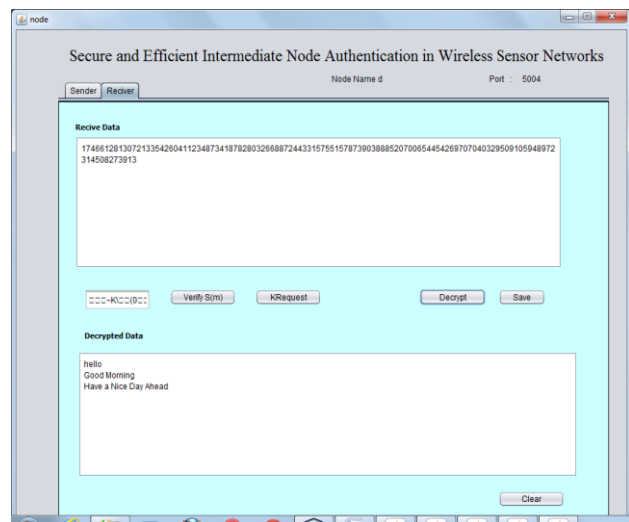 node
Secure and Efficient Intermediate Node Authentication in Wireless Sensor Networks
Node Name d Port : 5004
Sender Reciver
Recive Data
17466128130721335426041123487341878280326688724433157551578739038885207006544542697070403295091059489​72
314508273913
Verify S(m) KRequest Decrypt Save
Decrypted Data
hello
Good Morning
Have a Nice Day Ahead
Clear